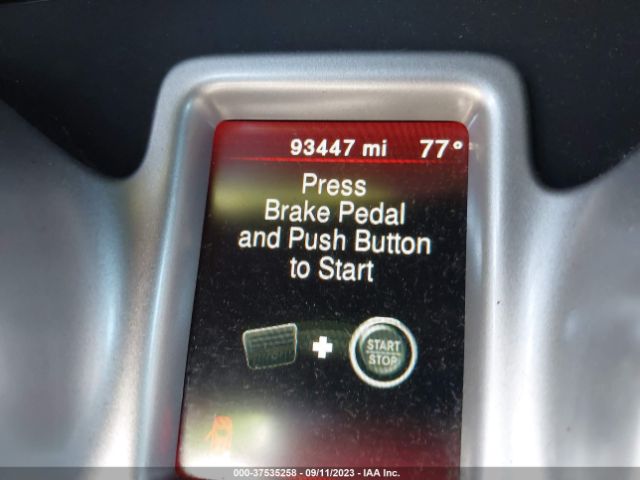 93447 mi 77°
Press
Brake Pedal
and Push Button
to Start
START
STOP
000-37535258 - 09/11/2023 - IAA Inc.